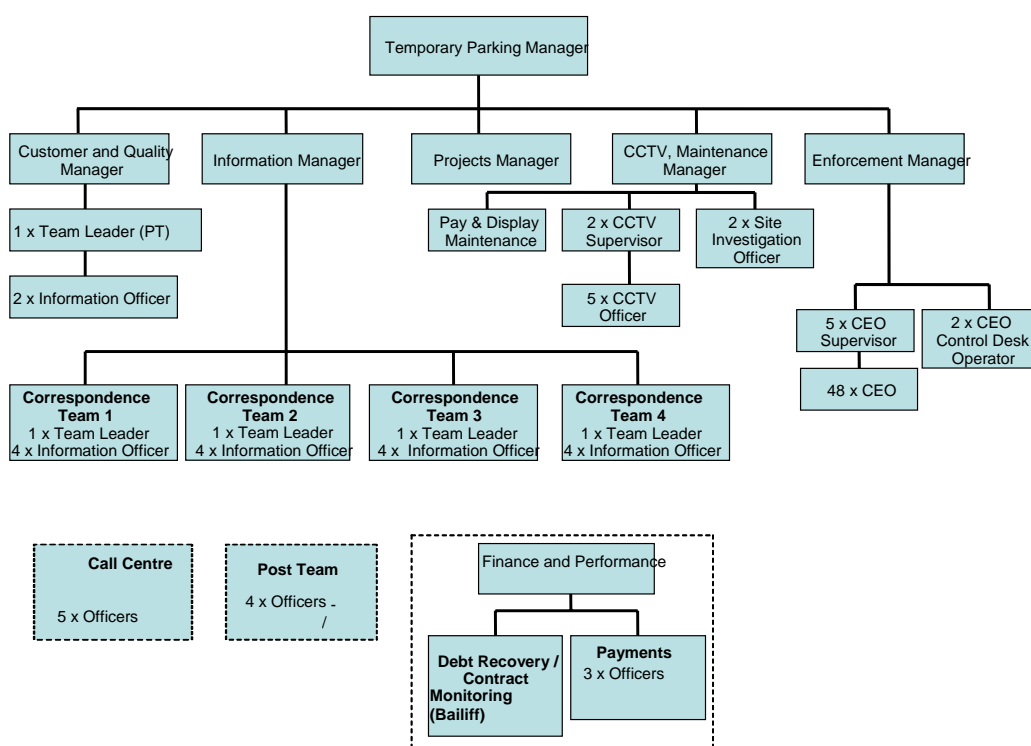 Temporary Parking Manager
Customer and Quality
Manager
Information Manager
Projects Manager
CCTV, Maintenance
Manager
Enforcement Manager
1 x Team Leader (PT)
2 x Information Officer
Pay & Display
Maintenance
2 x CCTV
Supervisor
2 x Site
Investigation
Officer
5 x CCTV
Officer
5 x CEO
Supervisor
2 x CEO
Control Desk
Operator
48 x CEO
Correspondence
Team 1
1 x Team Leader
4 x Information Officer
Correspondence
Team 2
1 x Team Leader
4 x Information Officer
Correspondence
Team 3
1 x Team Leader
4 x Information Officer
Correspondence
Team 4
1 x Team Leader
4 x Information Officer
Call Centre
5 x Officers
Post Team
4 x Officers -
/
Finance and Performance
Debt Recovery /
Contract
Monitoring
(Bailiff)
Payments
3 x Officers